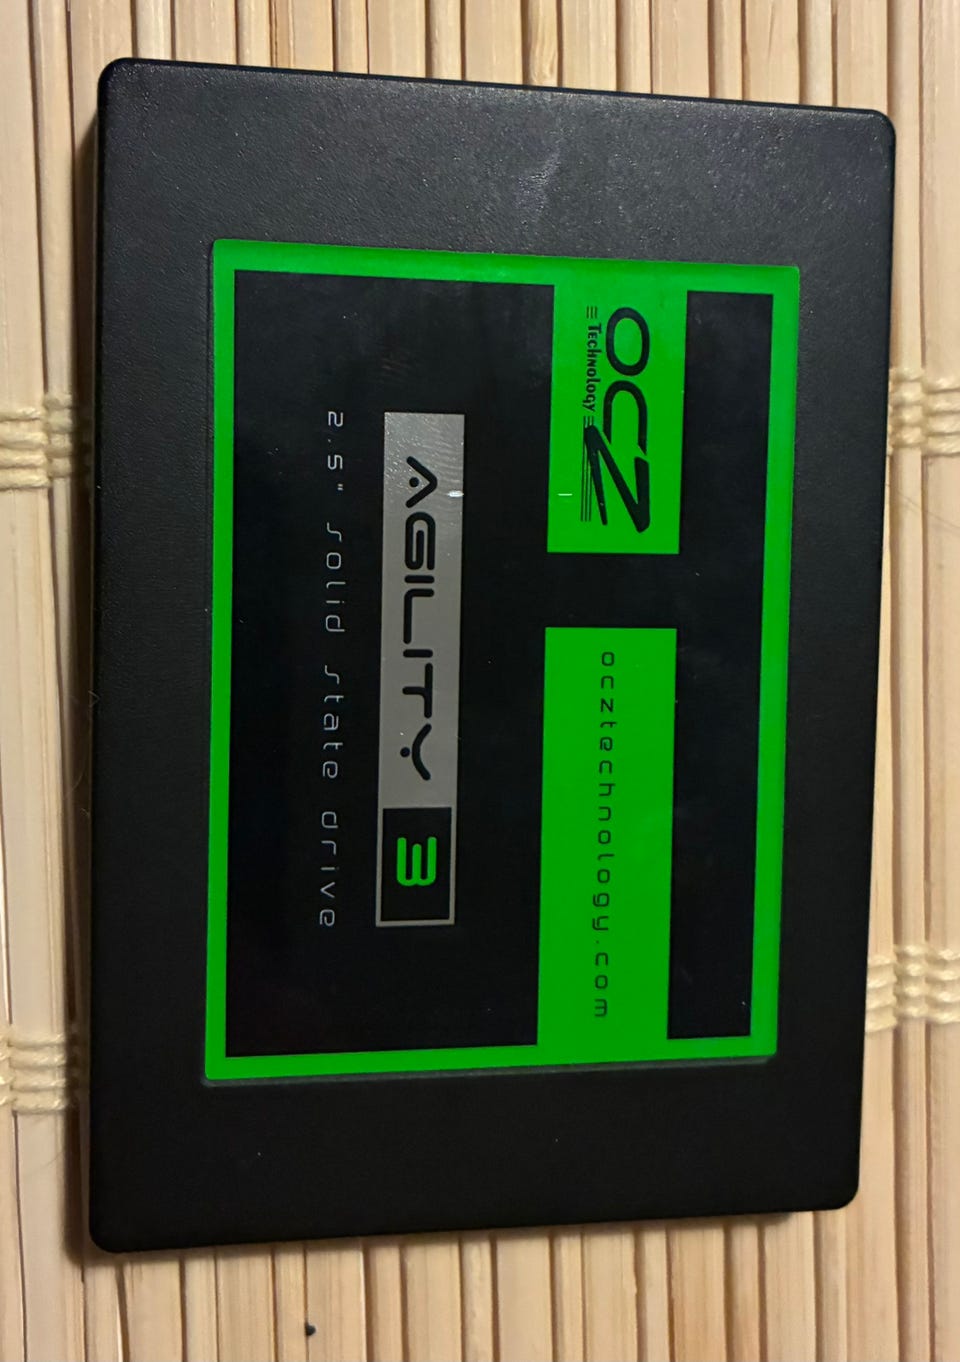 OCZ
Technology
ocztechnology.com
AGILITY 3
2.5" solid state drive